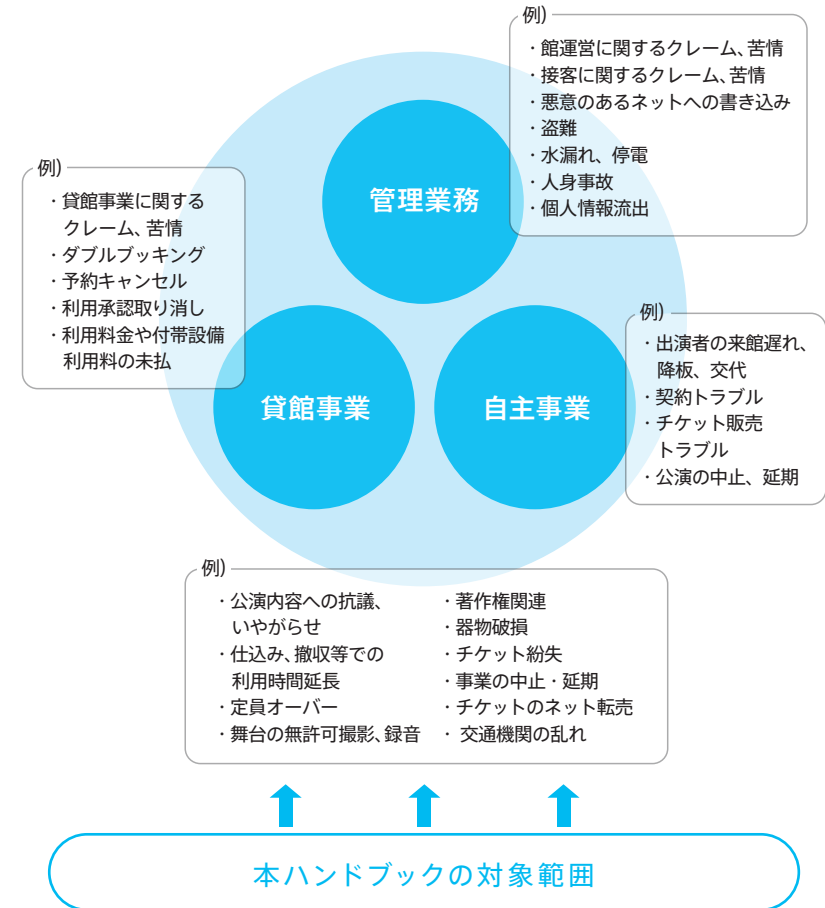 例)
・館運営に関するクレーム、苦情
・接客に関するクレーム、苦情
・悪意のあるネットへの書き込み
・盗難
・水漏れ、停電
・人身事故
・個人情報流出
管理業務
例)
・貸館事業に関する
クレーム、苦情
・ダブルブッキング
・予約キャンセル
・利用承認取り消し
・利用料金や付帯設備
利用料の未払
貸館事業
自主事業
例)
・出演者の来館遅れ、
降板、交代
・契約トラブル
・チケット販売
トラブル
・公演の中止、延期
例)
・公演内容への抗議、
いやがらせ
・仕込み、撤収等での
利用時間延長
・定員オーバー
・舞台の無許可撮影、録音
・著作権関連
・器物破損
・チケット紛失
・事業の中止・延期
・チケットのネット転売
・ 交通機関の乱れ
本ハンドブックの対象範囲